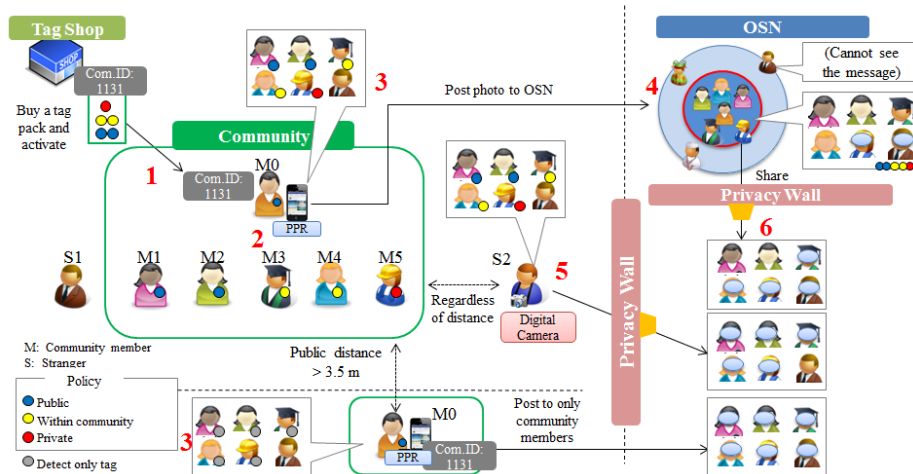 Tag Shop
SHOP
Com.ID:
1131
Buy a tag
pack and
activate
1
Community
Com.ID:
1131
M0
PPR
2
3
S1
M1
M2
M3
M4
M5
M: Community member
S: Stranger
Policy
Public
Within community
Private
Detect only tag
Public distance
> 3.5 m
3
M0
PPR
Com.ID:
1131
Post photo to OSN
Regardless
of distance
S2
5
Digital
Camera
Post to only
community
members
Privacy Wall
OSN
4
(Cannot see
the message)
Share
Privacy Wall
6